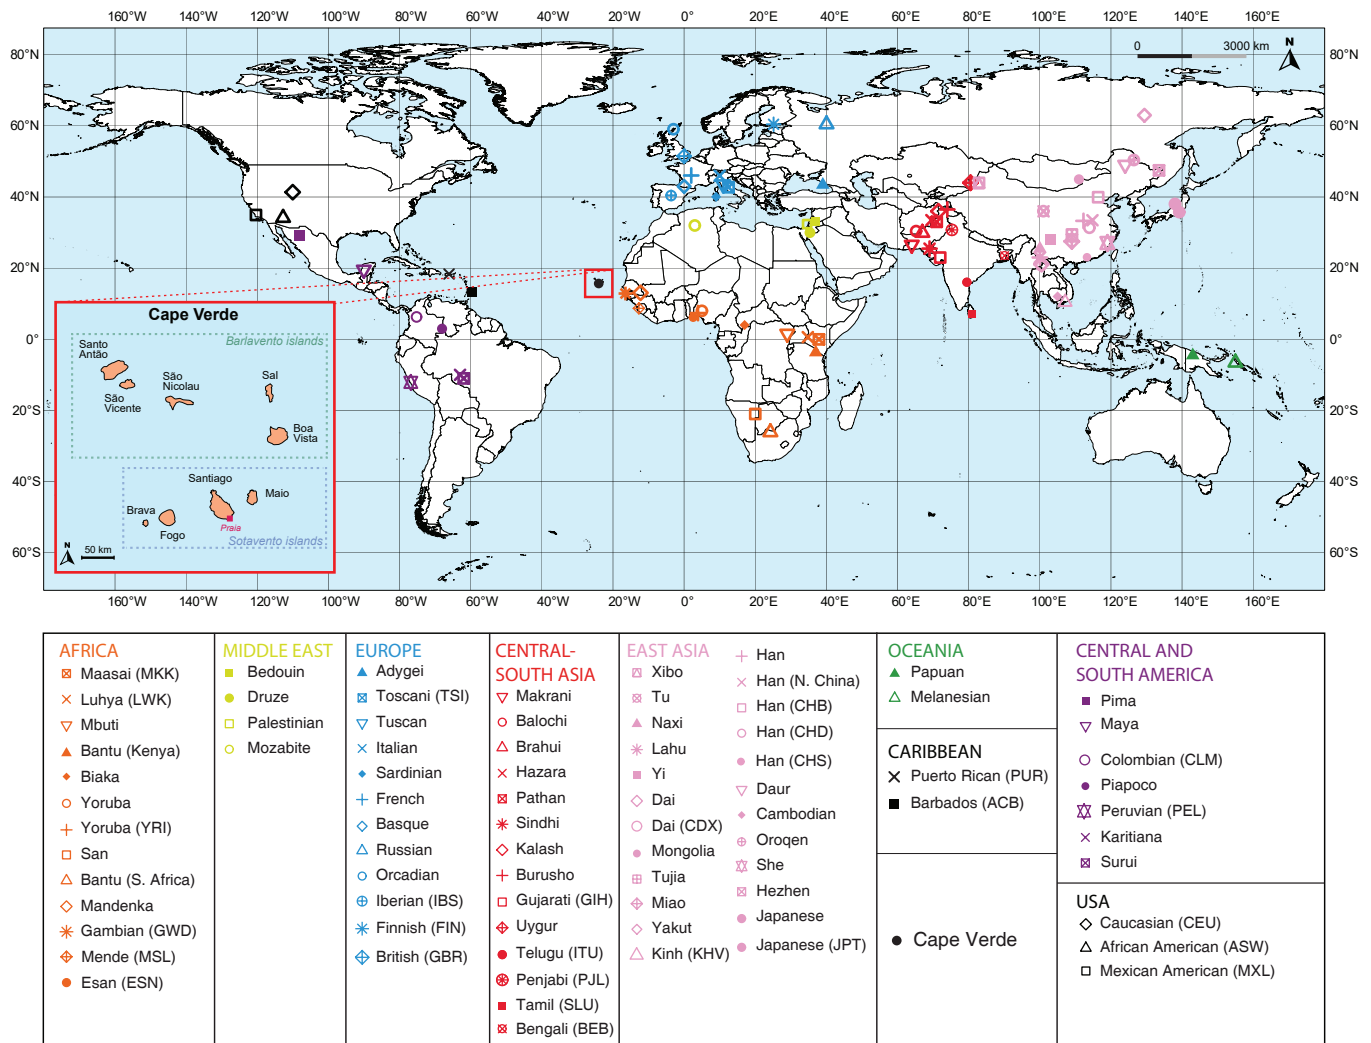 160°W 140°W 120°W 100°W 80°W 60°W 40°W 20°W 0° 20°E 40°E 60°E 80°E 100°E 120°E 140°E 160°E
80°N 80°N
0 3000 km N
60°N 60°N
40°N 40°N
20°N 20°N
0° 0°
20°S 20°S
40°S 40°S
60°S 60°S
Cape Verde
Barlavento islands
Santo
Antão
São
Vicente
São
Nicolau
Sal
Boa
Vista
Santiago
Maio
Brava
Fogo
Praia
Sotavento islands
N
50 km
160°W 140°W 120°W 100°W 80°W 60°W 40°W 20°W 0° 20°E 40°E 60°E 80°E 100°E 120°E 140°E 160°E
AFRICA
Maasai (MKK)
Luhya (LWK)
Mbuti
Bantu (Kenya)
Biaka
Yoruba
Yoruba (YRI)
San
Bantu (S. Africa)
Mandenka
Gambian (GWD)
Mende (MSL)
Esan (ESN)
MIDDLE EAST
Bedouin
Druze
Palestinian
Mozabite
EUROPE
Adygei
Toscani (TSI)
Tuscan
Italian
Sardinian
French
Basque
Russian
Orcadian
Iberian (IBS)
Finnish (FIN)
British (GBR)
CENTRAL-
SOUTH ASIA
Makrani
Balochi
Brahui
Hazara
Pathan
Sindhi
Kalash
Burusho
Gujarati (GIH)
Uygur
Telugu (ITU)
Penjabi (PJL)
Tamil (SLU)
Bengali (BEB)
EAST ASIA
Xibo
Tu
Naxi
Lahu
Yi
Dai
Dai (CDX)
Mongolia
Tujia
Miao
Yakut
Kinh (KHV)
Han
Han (N. China)
Han (CHB)
Han (CHD)
Han (CHS)
Daur
Cambodian
Oroqen
She
Hezhen
Japanese
Japanese (JPT)
OCEANIA
Papuan
Melanesian
CARIBBEAN
Puerto Rican (PUR)
Barbados (ACB)
Cape Verde
CENTRAL AND
SOUTH AMERICA
Pima
Maya
Colombian (CLM)
Piapoco
Peruvian (PEL)
Karitiana
Surui
USA
Caucasian (CEU)
African American (ASW)
Mexican American (MXL)